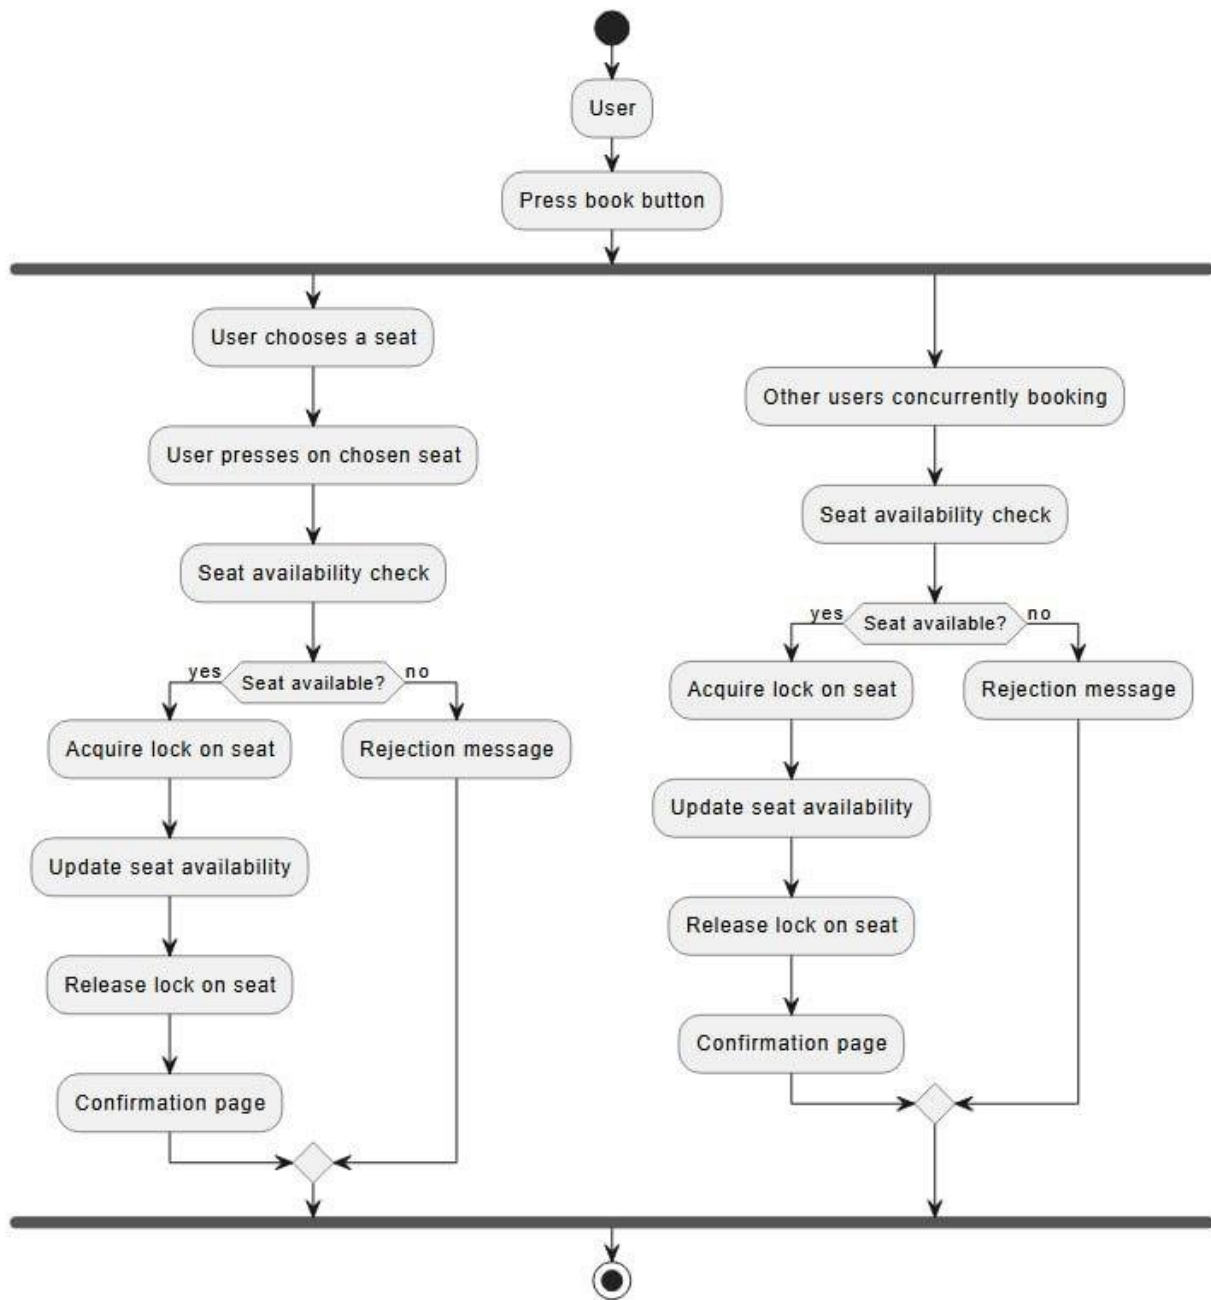 User
Press book button
User chooses a seat
User presses on chosen seat
Seat availability check
yes
Seat available?
no
Acquire lock on seat
Rejection message
Update seat availability
Release lock on seat
Confirmation page
Other users concurrently booking
Seat availability check
yes
Seat available?
no
Acquire lock on seat
Rejection message
Update seat availability
Release lock on seat
Confirmation page